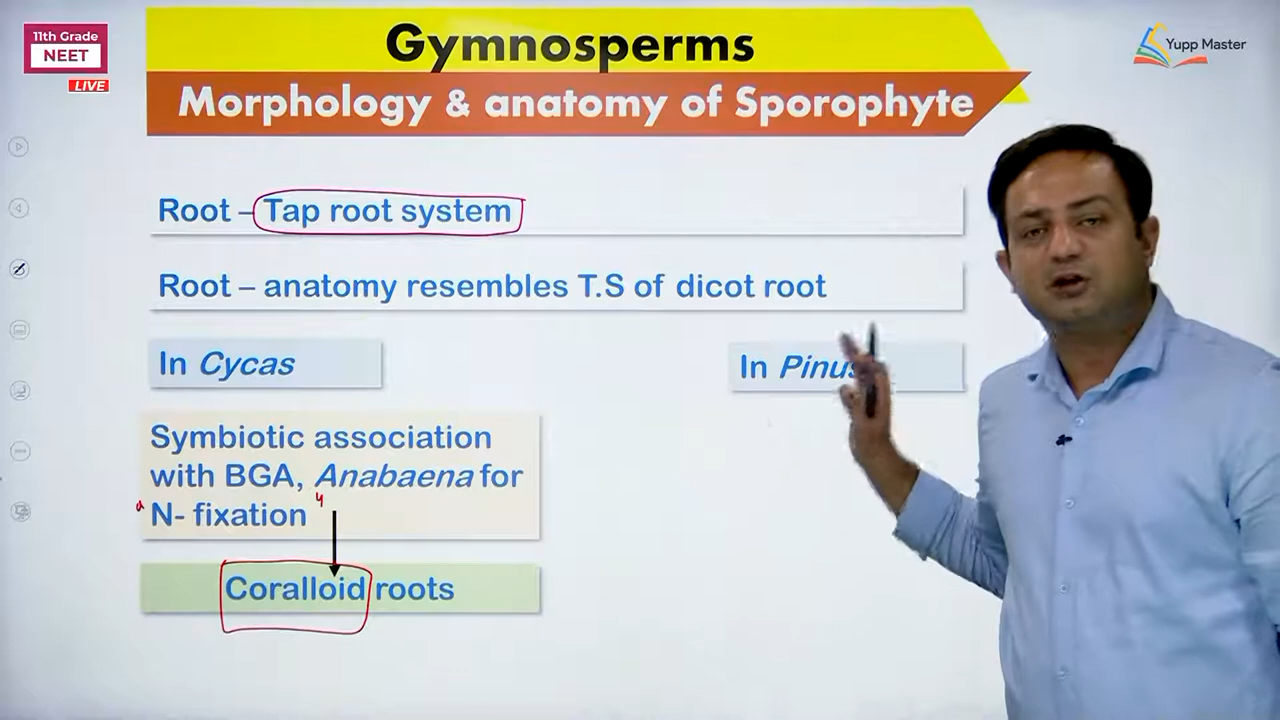 11th Grade
NEET
LIVE
Gymnosperms
Morphology & anatomy of Sporophyte
Yupp Master
Root – Tap root system
Root – anatomy resembles T.S of dicot root
In Cycas
In Pinus
Symbiotic association
with BGA, Anabaena for
N- fixation
Coralloid roots